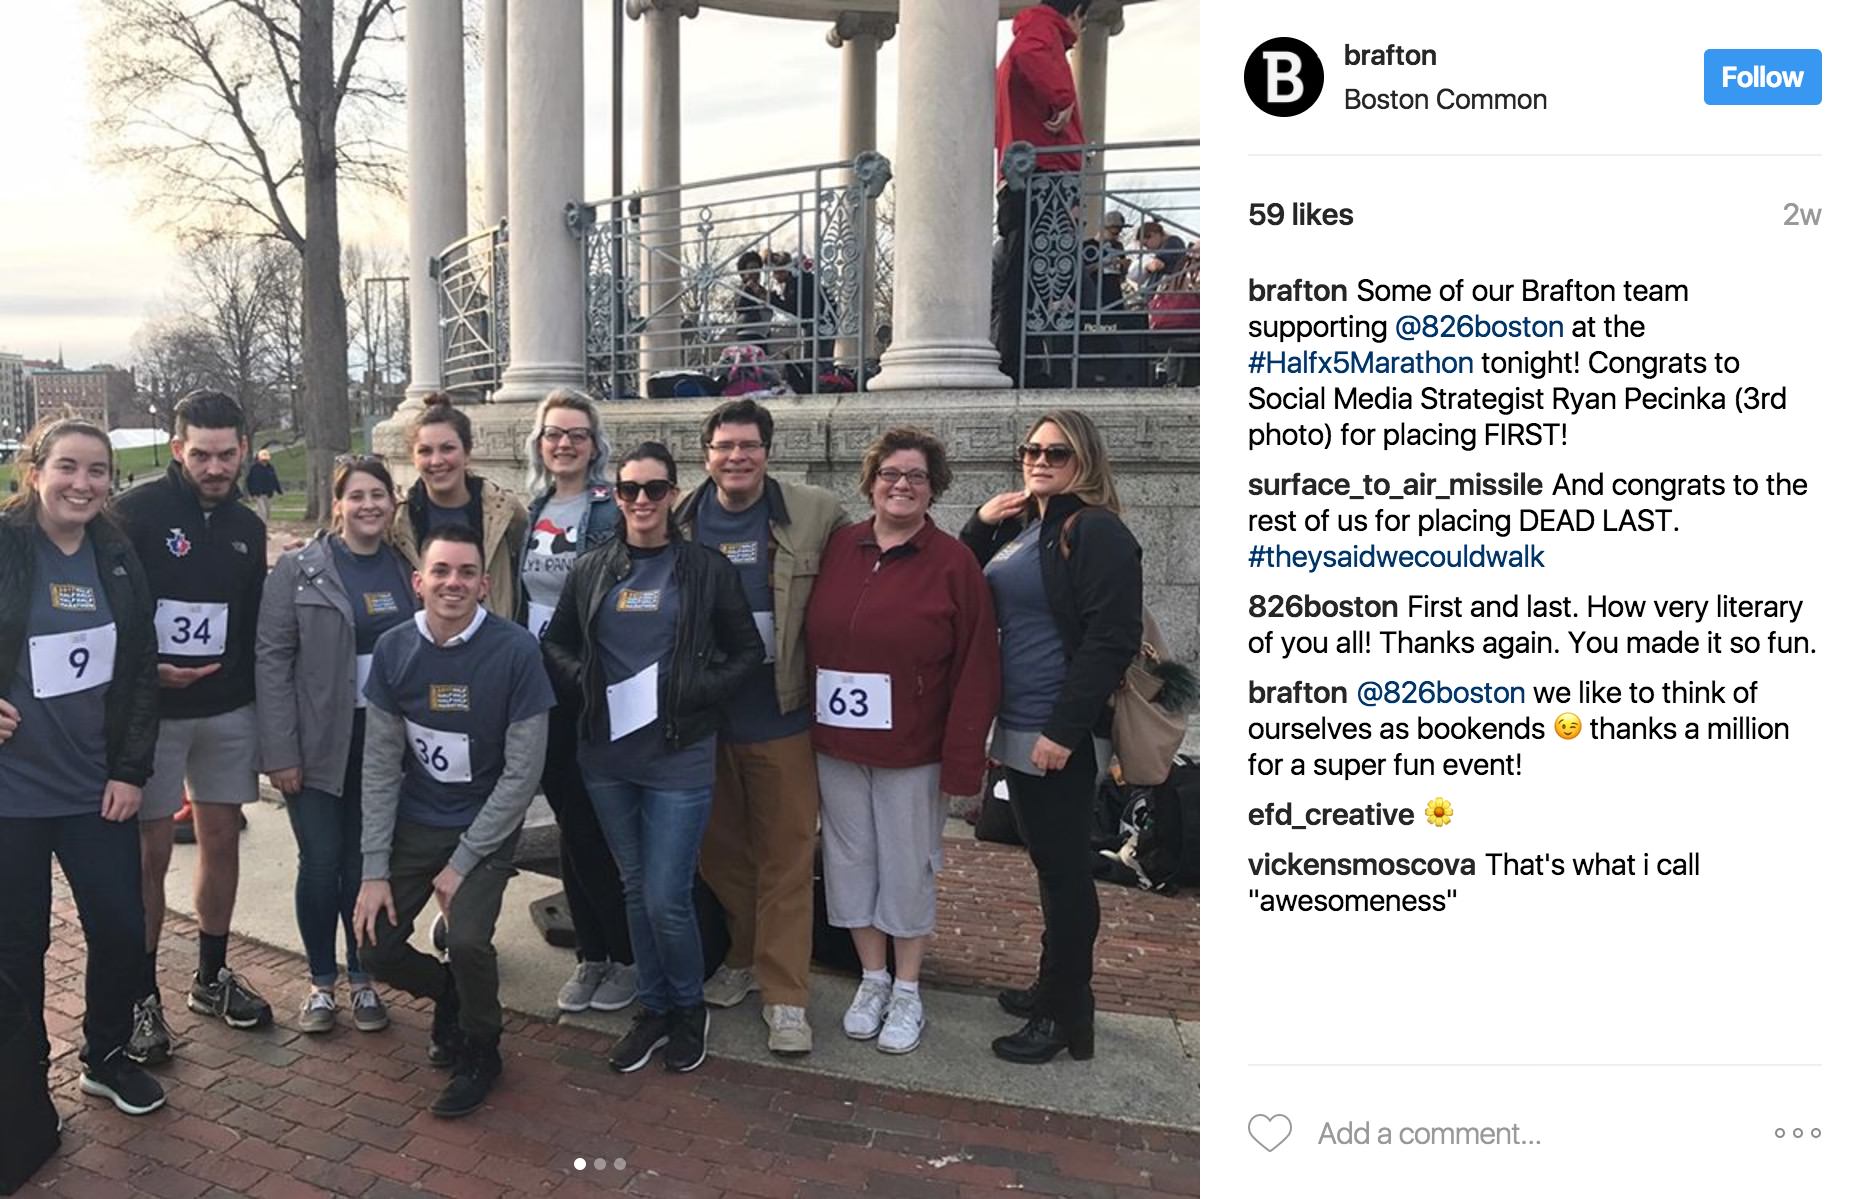 B
brafton
Boston Common
Follow
59 likes
2w
brafton Some of our Brafton team
supporting @826boston at the
#Halfx5Marathon tonight! Congrats to
Social Media Strategist Ryan Pecinka (3rd
photo) for placing FIRST!
surface_to_air_missile And congrats to the
rest of us for placing DEAD LAST.
#theysaidwecouldwalk
826boston First and last. How very literary
of you all! Thanks again. You made it so fun.
brafton @826boston we like to think of
ourselves as bookends 😉 thanks a million
for a super fun event!
efd_creative 🌼
vickensmoscova That's what i call
"awesomeness"
Add a comment...
Roland
9
34
36
63